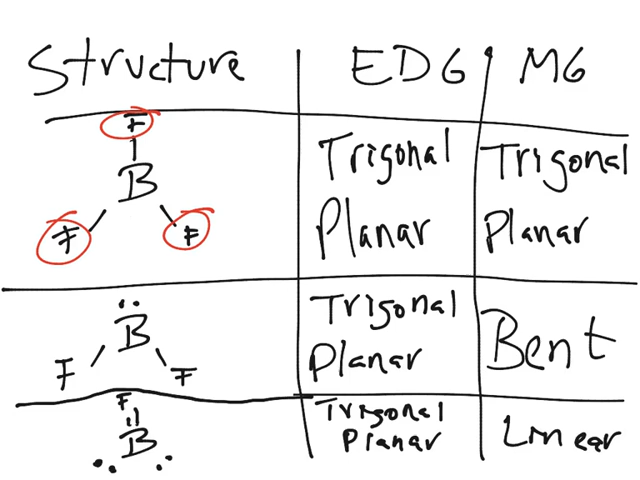 Structure EDG MG
F
B
F F
Trigonal
Planar
Trigonal
Planar
B
F F
Trigonal
Planar
Bent
F
B
Trigonal
Planar
Linear